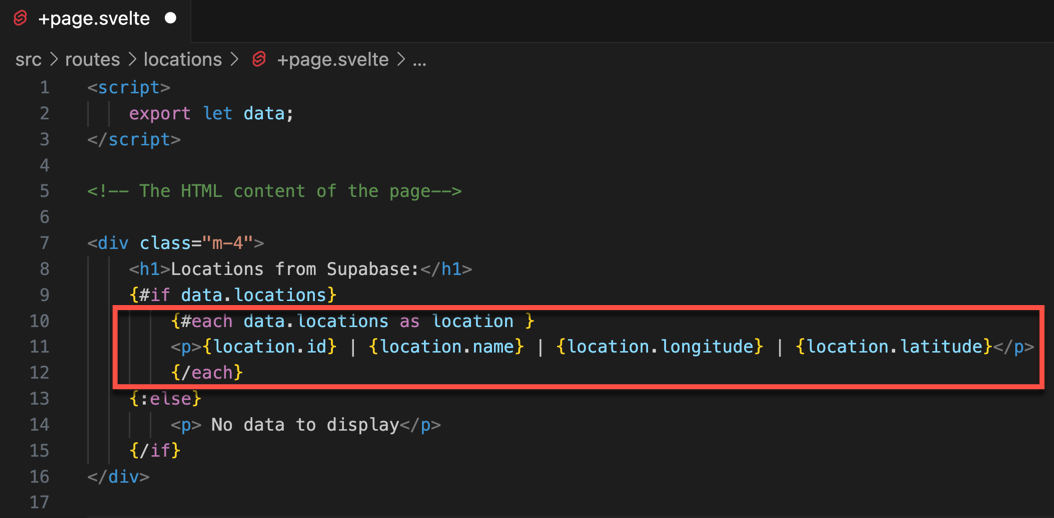 +page.svelte
src > routes > locations > +page.svelte > ...
1 <script>
2 export let data;
3 </script>
4
5 <!-- The HTML content of the page-->
6
7 <div class="m-4">
8 <h1>Locations from Supabase:</h1>
9 {#if data.locations}
10 {#each data.locations as location }
11 <p>{location.id} | {location.name} | {location.longitude} | {location.latitude}</p>
12 {/each}
13 {:else}
14 <p> No data to display</p>
15 {/if}
16 </div>
17